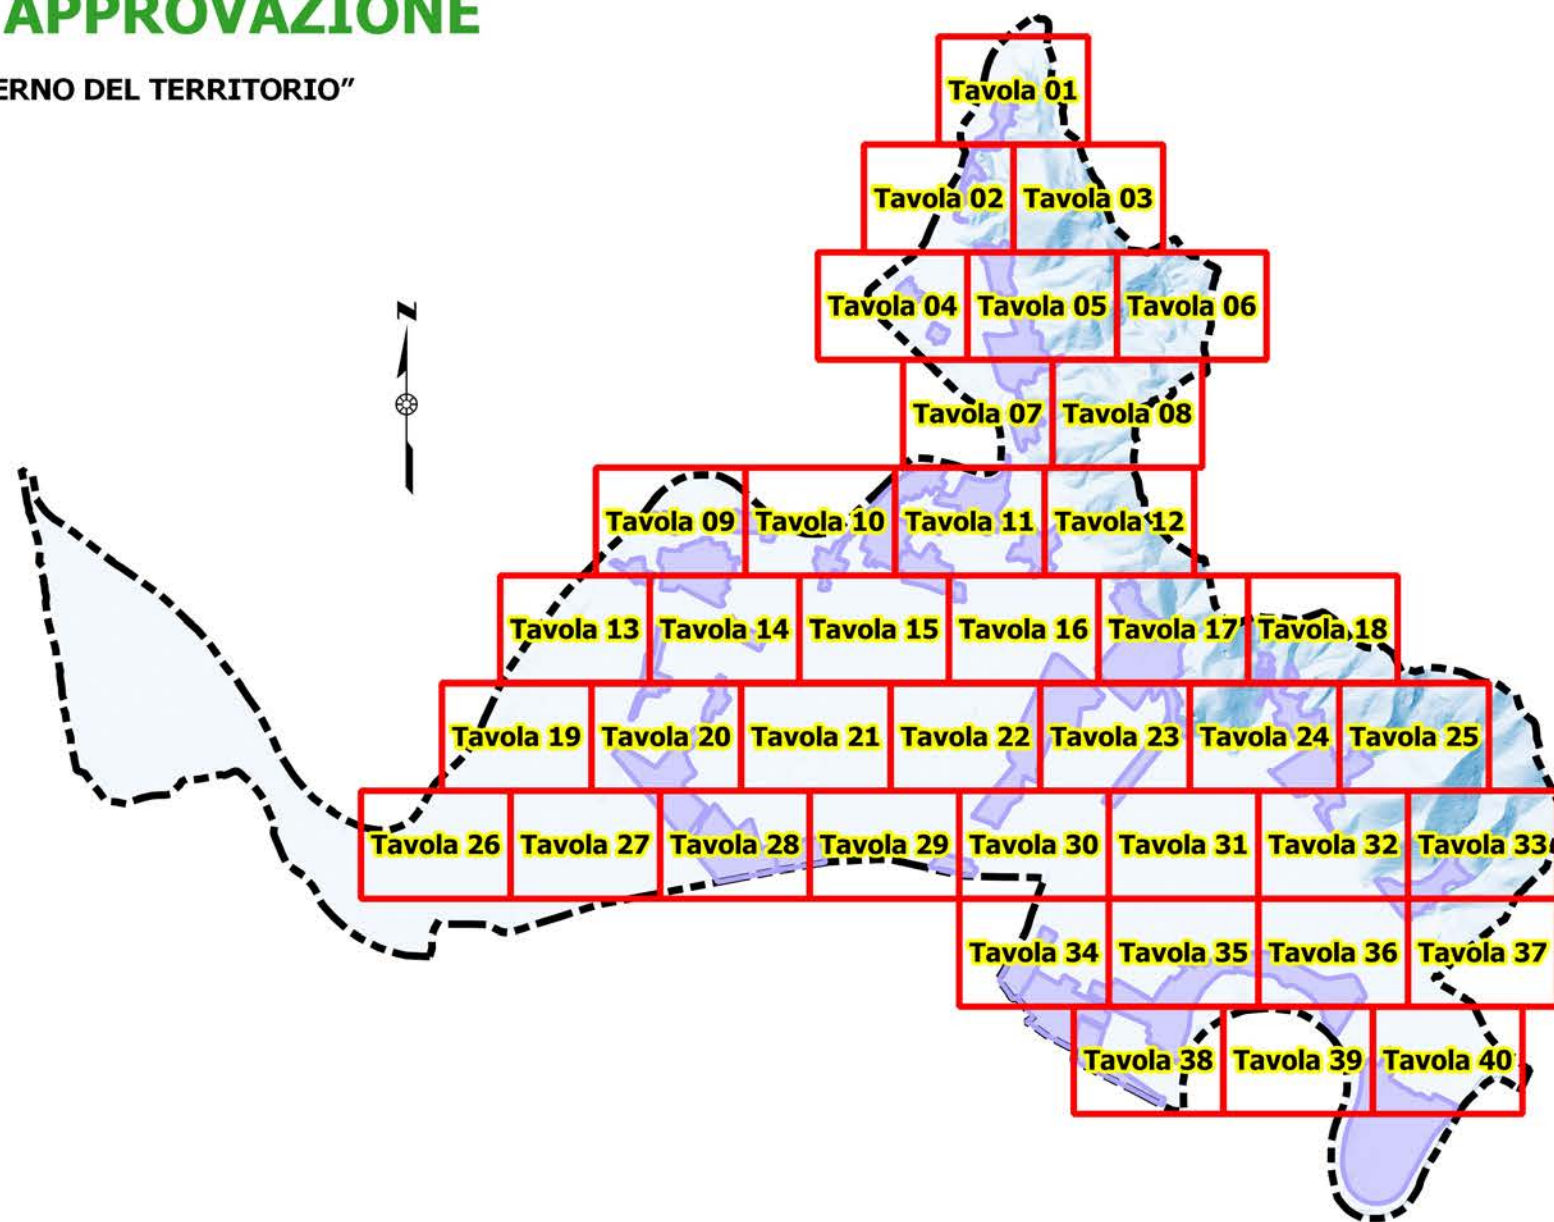 APPROVAZIONE
ERNO DEL TERRITORIO”
Tavola 01
Tavola 02 Tavola 03
Tavola 04 Tavola 05 Tavola 06
N
Tavola 07 Tavola 08
Tavola 09 Tavola 10 Tavola 11 Tavola 12
Tavola 13 Tavola 14 Tavola 15 Tavola 16 Tavola 17 Tavola 18
Tavola 19 Tavola 20 Tavola 21 Tavola 22 Tavola 23 Tavola 24 Tavola 25
Tavola 26 Tavola 27 Tavola 28 Tavola 29 Tavola 30 Tavola 31 Tavola 32 Tavola 33
Tavola 34 Tavola 35 Tavola 36 Tavola 37
Tavola 38 Tavola 39 Tavola 40